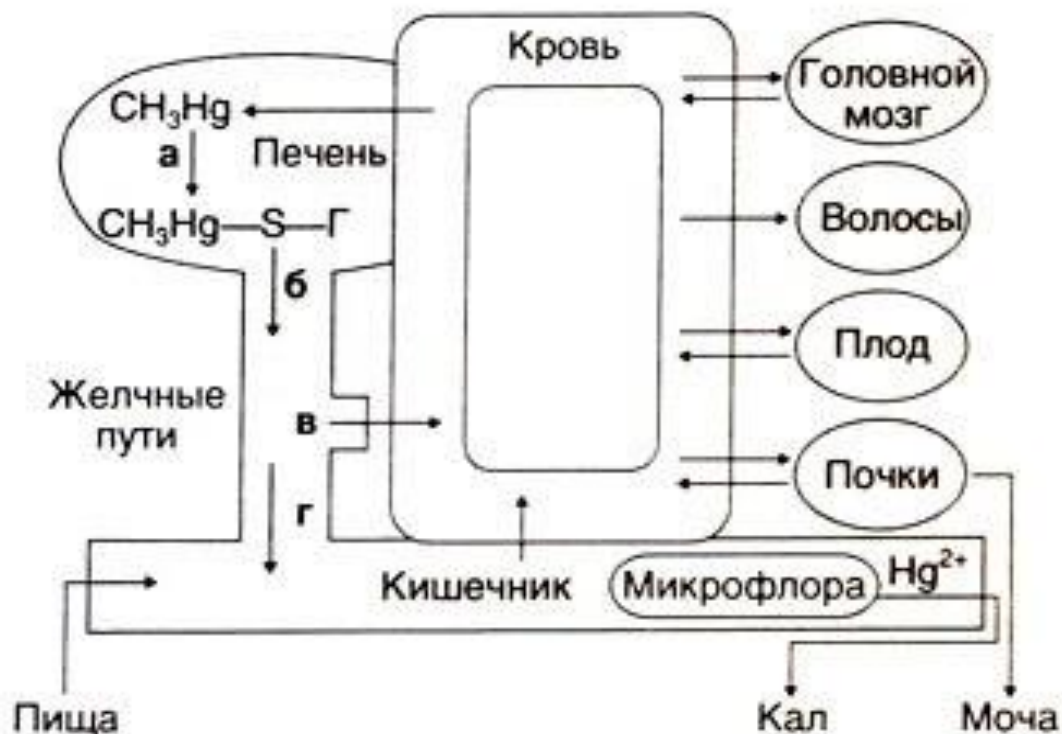 Кровь
Головной
мозг
CH₃Hg
а
Печень
CH₃Hg—S—Г
Волосы
б
Плод
Желчные
пути
в
Почки
г
Кишечник
Микрофлора
Hg²⁺
Пища
Кал
Моча